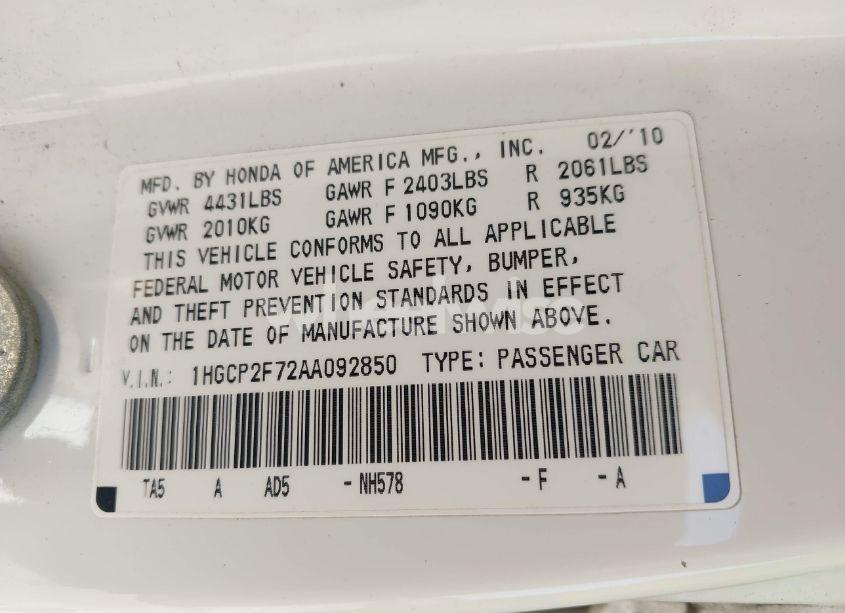 MFD. BY HONDA OF AMERICA MFG., INC. 02/'10
GVWR 4431LBS GAWR F 2403LBS R 2061LBS
GVWR 2010KG GAWR F 1090KG R 935KG
THIS VEHICLE CONFORMS TO ALL APPLICABLE
FEDERAL MOTOR VEHICLE SAFETY, BUMPER,
AND THEFT PREVENTION STANDARDS IN EFFECT
ON THE DATE OF MANUFACTURE SHOWN ABOVE.
V.I.N.: 1HGCP2F72AA092850 TYPE: PASSENGER CAR
TA5 A AD5 -NH578 -F -A